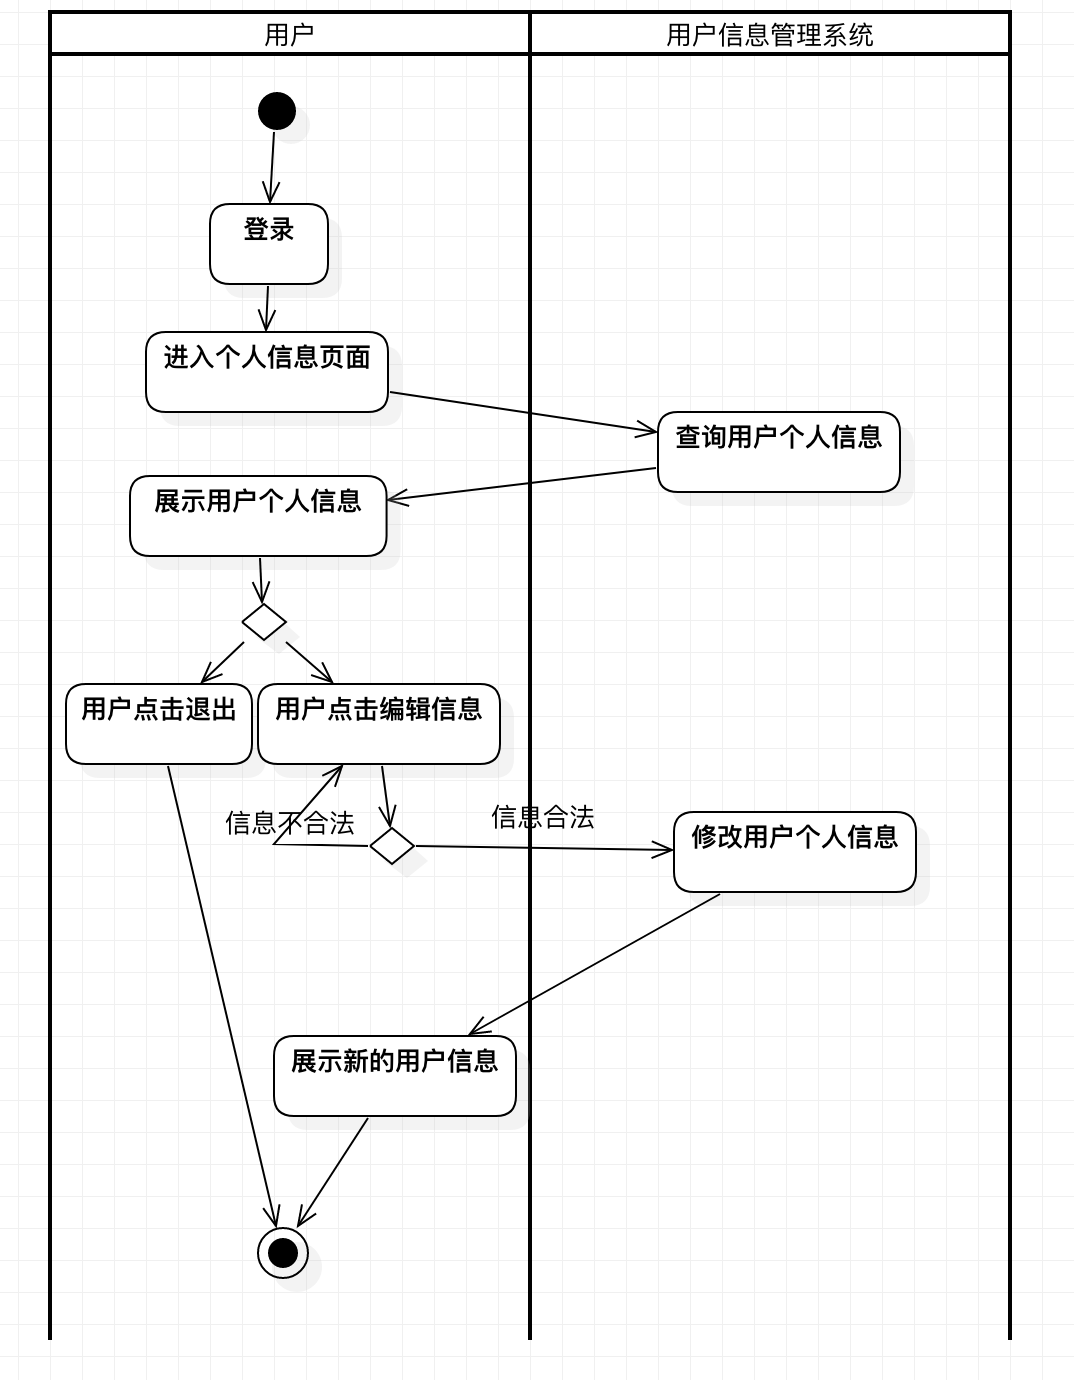 用户
用户信息管理系统
登录
进入个人信息页面
查询用户个人信息
展示用户个人信息
用户点击退出
用户点击编辑信息
信息不合法
信息合法
修改用户个人信息
展示新的用户信息